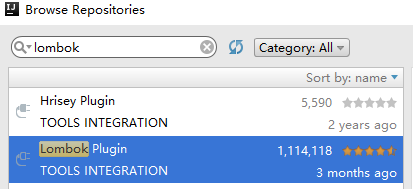 Browse Repositories
lombok
Category: All
Sort by: name
Hrisey Plugin 5,590
TOOLS INTEGRATION 2 years ago
Lombok Plugin 1,114,118
TOOLS INTEGRATION 3 months ago